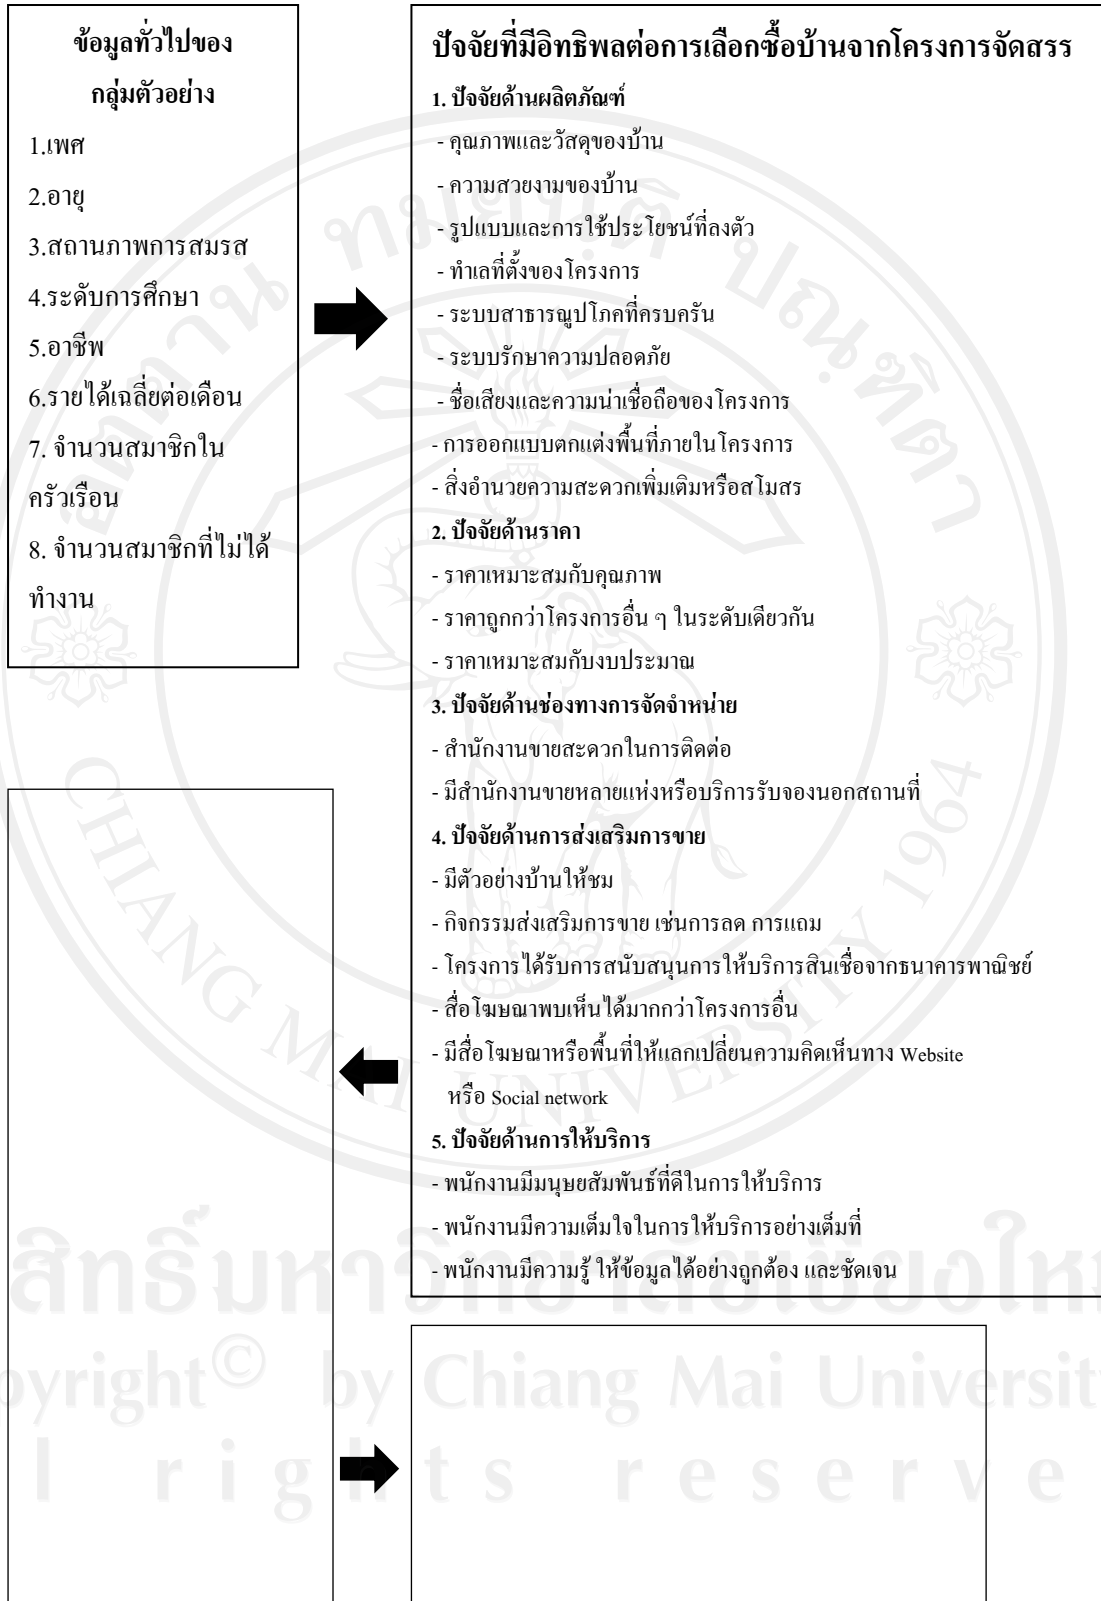 ข้อมูลทั่วไปของ
กลุ่มตัวอย่าง
1.เพศ
2.อายุ
3.สถานภาพการสมรส
4.ระดับการศึกษา
5.อาชีพ
6.รายได้เฉลี่ยต่อเดือน
7. จำนวนสมาชิกใน
ครัวเรือน
8. จำนวนสมาชิกที่ไม่ได้
ทำงาน
ปัจจัยที่มีอิทธิพลต่อการเลือกซื้อบ้านจากโครงการจัดสรร
1. ปัจจัยด้านผลิตภัณฑ์
- คุณภาพและวัสดุของบ้าน
- ความสวยงามของบ้าน
- รูปแบบและการใช้ประโยชน์ที่ลงตัว
- ทำเลที่ตั้งของโครงการ
- ระบบสาธารณูปโภคที่ครบครัน
- ระบบรักษาความปลอดภัย
- ชื่อเสียงและความน่าเชื่อถือของโครงการ
- การออกแบบตกแต่งพื้นที่ภายในโครงการ
- สิ่งอำนวยความสะดวกเพิ่มเติมหรือสโมสร
2. ปัจจัยด้านราคา
- ราคาเหมาะสมกับคุณภาพ
- ราคาถูกกว่าโครงการอื่น ๆ ในระดับเดียวกัน
- ราคาเหมาะสมกับงบประมาณ
3. ปัจจัยด้านช่องทางการจัดจำหน่าย
- สำนักงานขายสะดวกในการติดต่อ
- มีสำนักงานขายหลายแห่งหรือบริการรับจองนอกสถานที่
4. ปัจจัยด้านการส่งเสริมการขาย
- มีตัวอย่างบ้านให้ชม
- กิจกรรมส่งเสริมการขาย เช่นการลด การแถม
- โครงการได้รับการสนับสนุนการให้บริการสินเชื่อจากธนาคารพาณิชย์
- สื่อโฆษณาพบเห็นได้มากกว่าโครงการอื่น
- มีสื่อโฆษณาหรือพื้นที่ให้แลกเปลี่ยนความคิดเห็นทาง Website
หรือ Social network
5. ปัจจัยด้านการให้บริการ
- พนักงานมีมนุษยสัมพันธ์ที่ดีในการให้บริการ
- พนักงานมีความเต็มใจในการให้บริการอย่างเต็มที่
- พนักงานมีความรู้ ให้ข้อมูลได้อย่างถูกต้อง และชัดเจน
CHIANG MAI UNIVERSITY 1964
by Chiang Mai
rights